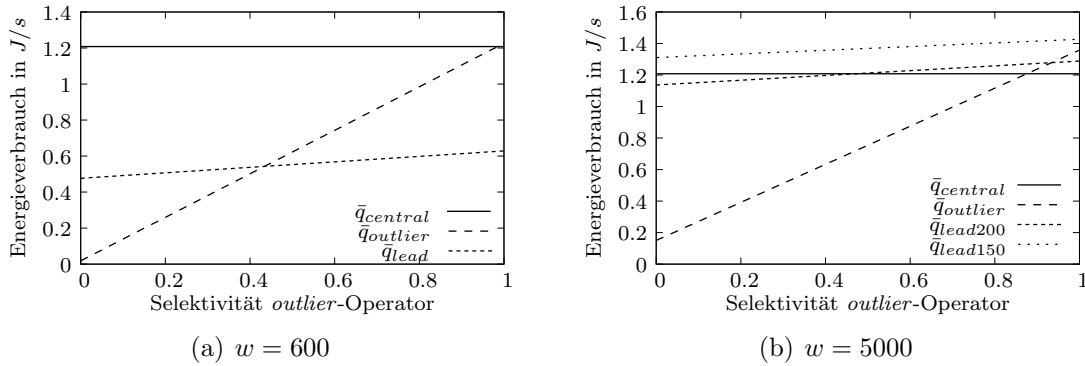 Energieverbrauch in J/s
1.4
1.2
1
0.8
0.6
0.4
0.2
0
0 0.2 0.4 0.6 0.8 1
q̄central
q̄outlier
q̄lead
Selektivität outlier-Operator
(a) w = 600
Energieverbrauch in J/s
1.6
1.4
1.2
1
0.8
0.6
0.4
0.2
0
0 0.2 0.4 0.6 0.8 1
q̄central
q̄outlier
q̄lead200
q̄lead150
Selektivität outlier-Operator
(b) w = 5000